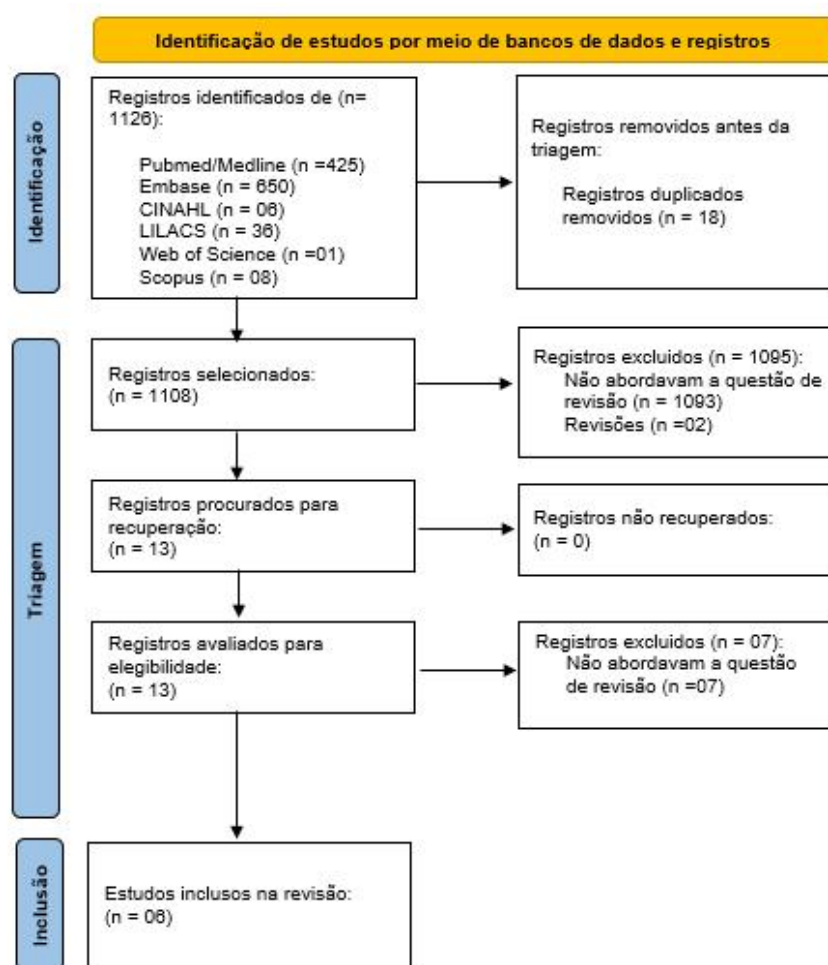 Identificação de estudos por meio de bancos de dados e registros
Identificação
Registros identificados de (n=
1126):
Pubmed/Medline (n =425)
Embase (n = 650)
CINAHL (n = 06)
LILACS (n = 36)
Web of Science (n =01)
Scopus (n = 08)
Registros removidos antes da
triagem:
Registros duplicados
removidos (n = 18)
Triagem
Registros selecionados:
(n = 1108)
Registros excluidos (n = 1095):
Não abordavam a questão de
revisão (n = 1093)
Revisões (n =02)
Registros procurados para
recuperação:
(n = 13)
Registros não recuperados:
(n = 0)
Registros avaliados para
elegibilidade:
(n = 13)
Registros excluidos (n = 07):
Não abordavam a questão
de revisão (n =07)
Inclusão
Estudos inclusos na revisão:
(n = 06)